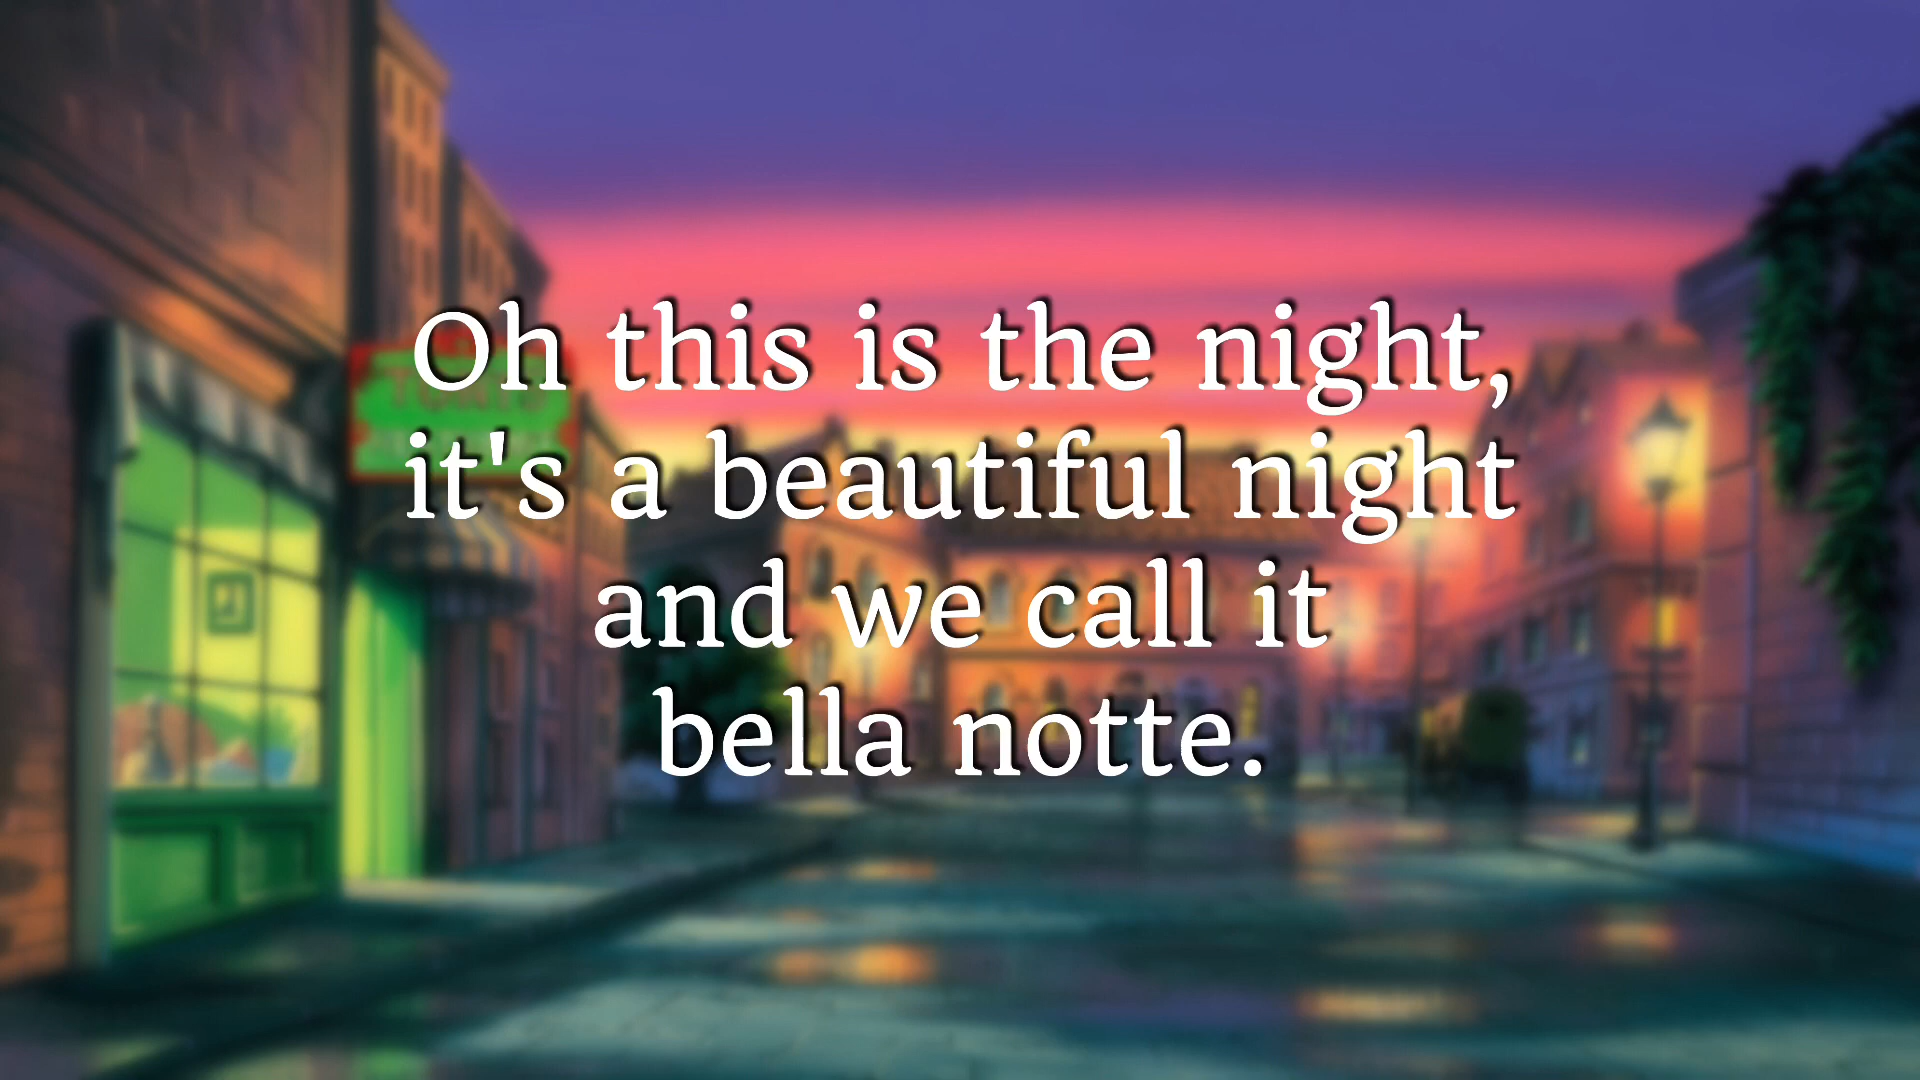 Oh this is the night,
it's a beautiful night
and we call it
bella notte.